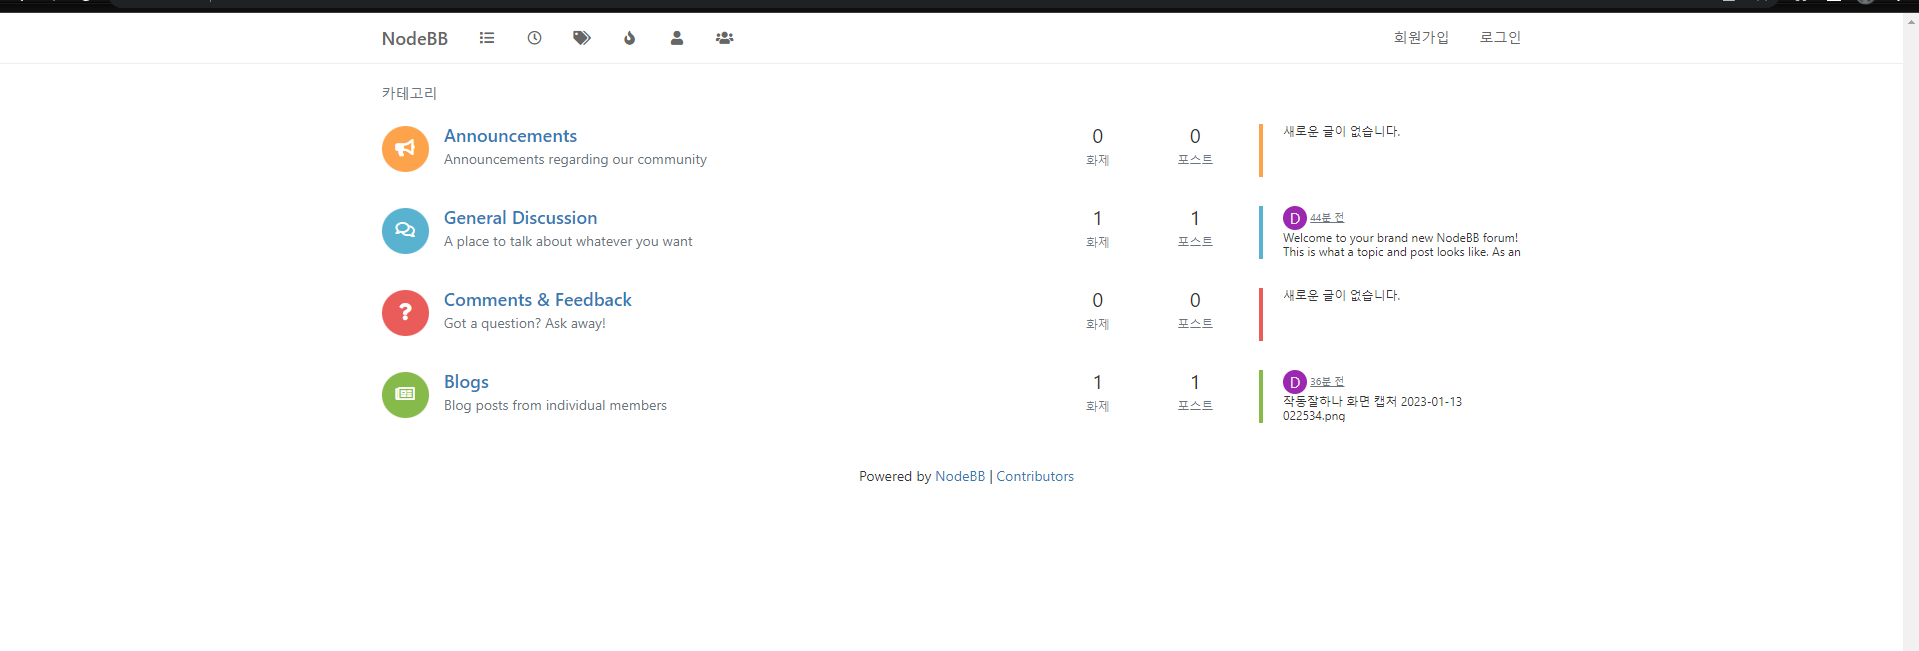 NodeBB
회원가입 로그인
카테고리
Announcements
Announcements regarding our community
0
화제
0
포스트
새로운 글이 없습니다.
General Discussion
A place to talk about whatever you want
1
화제
1
포스트
D 44분 전
Welcome to your brand new NodeBB forum!
This is what a topic and post looks like. As an
Comments & Feedback
Got a question? Ask away!
0
화제
0
포스트
새로운 글이 없습니다.
Blogs
Blog posts from individual members
1
화제
1
포스트
D 36분 전
작동잘하나 화면 캡처 2023-01-13
022534.png
Powered by NodeBB | Contributors